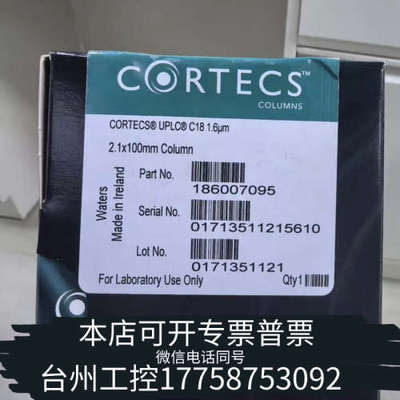 CORTECS™
COLUMNS
CORTECS® UPLC® C18 1.6µm
2.1x100mm Column
Part No.
186007095
Waters
Made in Ireland
Serial No.
01713511215610
Lot No.
0171351121
For Laboratory Use Only
Qty1
本店可开专票普票
微信电话同号
台州工控17758753092